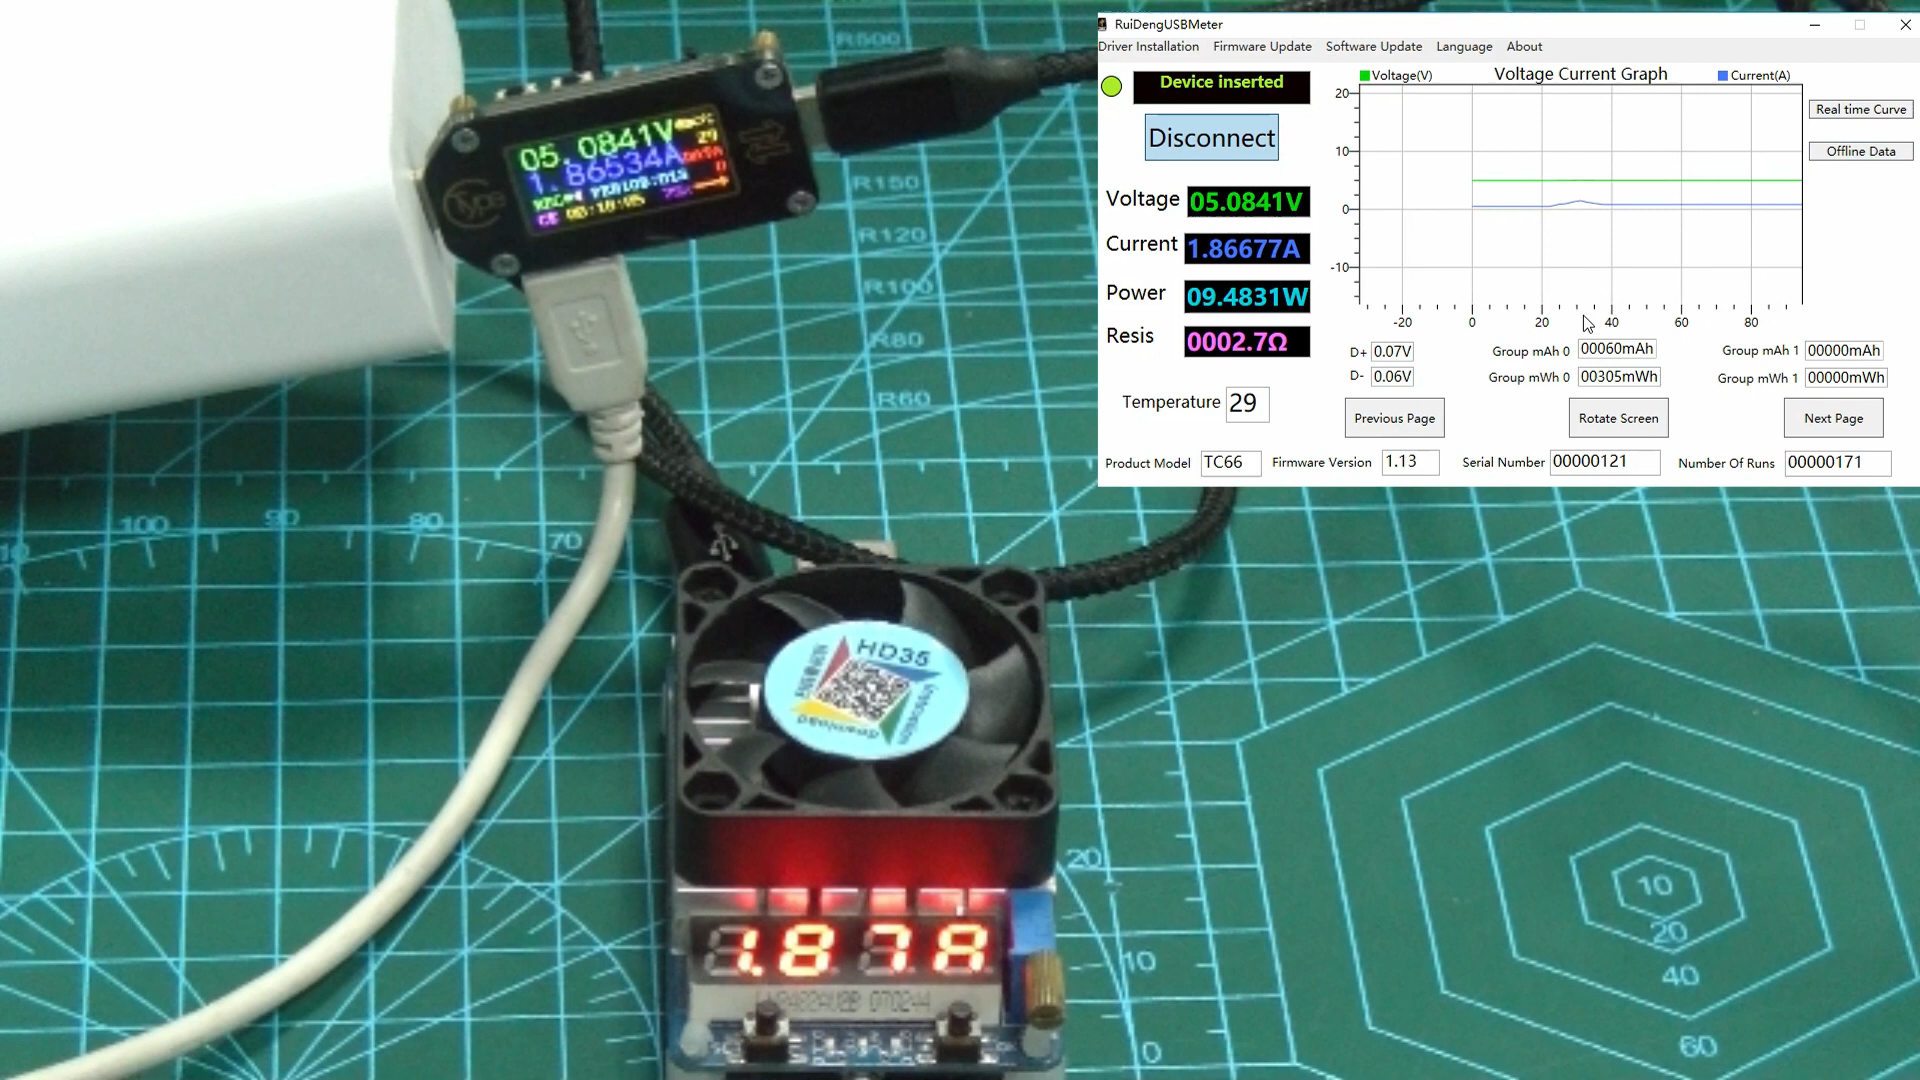 RuiDengUSBMeter
Driver Installation Firmware Update Software Update Language About
Device inserted
Disconnect
Voltage 05.0841V
Current 1.86677A
Power 09.4831W
Resis 0002.7Ω
Temperature 29
Voltage(V) Voltage Current Graph Current(A)
20
10
0
-10
-20 0 20 40 60 80
Real time Curve
Offline Data
D+ 0.07V
D- 0.06V
Group mAh 0 00060mAh
Group mWh 0 00305mWh
Group mAh 1 00000mAh
Group mWh 1 00000mWh
Previous Page Rotate Screen Next Page
Product Model TC66 Firmware Version 1.13 Serial Number 00000121 Number Of Runs 00000171
05.0841V
29
1.86534A
Type
R500
R150
R120
R100
R80
R60
100 90 80 70
HD35
1.87A
20
10
0
10
20
40
60